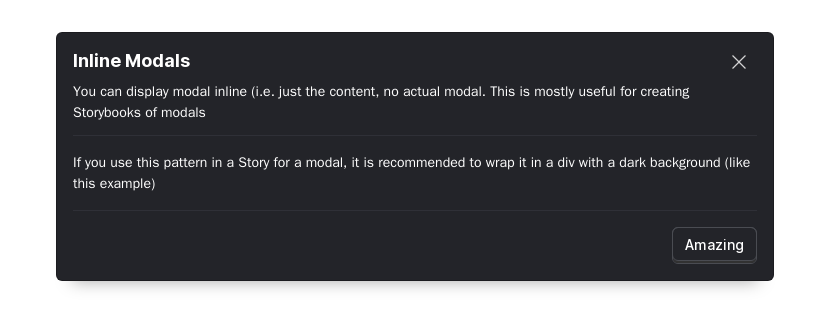 Inline Modals
You can display modal inline (i.e. just the content, no actual modal. This is mostly useful for creating
Storybooks of modals
If you use this pattern in a Story for a modal, it is recommended to wrap it in a div with a dark background (like
this example)
Amazing